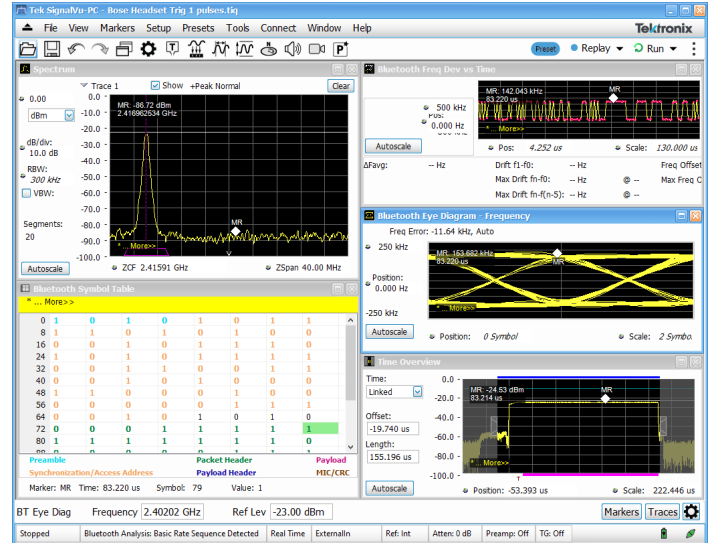 Tek SignalVu-PC - Bose Headset Trig 1 pulses.tiq
File View Markers Setup Presets Tools Connect Window Help
Tektronix
Preset Replay Run
Spectrum
Trace 1 Show +Peak Normal Clear
0.00
dBm
dB/div:
10.0 dB
RBW:
300 kHz
VBW:
Segments:
20
Autoscale
0.0
-10.0
-20.0
-30.0
-40.0
-50.0
-60.0
-70.0
-80.0
-90.0
-100.0
MR: -86.72 dBm
2.416962634 GHz
MR
* ... More>>
ZCF 2.41591 GHz ZSpan 40.00 MHz
Bluetooth Freq Dev vs Time
500 kHz
Pos:
0.000 Hz
Autoscale
MR: 142.043 kHz
83.220 us
MR
* ... More>>
Pos: 4.252 us Scale: 130.000 us
ΔFavg: -- Hz Drift f1-f0: -- Hz Freq Offset
Max Drift fn-f0: -- Hz @ -- Max Freq C
Max Drift fn-f(n-5): -- Hz @ --
Bluetooth Eye Diagram - Frequency
Freq Error: -11.64 kHz, Auto
250 kHz
Position:
0.000 Hz
-250 kHz
MR: 153.682 kHz
83.220 us
MR
Autoscale
Position: 0 Symbol Scale: 2 Symbo
Bluetooth Symbol Table
* ... More>>
0 1 0 1 0 1 0 1 1
8 1 1 0 1 0 1 0 1
16 0 0 1 0 1 1 1
24 1 0 1 0 1 1 1
32 0 0 1 0 1 0 0 1
40 0 0 1 0 1 0 0 0
48 1 1 0 0 0 1 0 0
56 0 0 0 0 0 1 1 1
64 0 0 1 0 1 0 1 0
72 0 0 0 1 1 1 1 1
80 1 1 1 1 1 1 1 0
Preamble Packet Header Payload
Synchronization/Access Address Payload Header MIC/CRC
Marker: MR Time: 83.220 us Symbol: 79 Value: 1
Time Overview
Time:
Linked
Offset:
-19.740 us
Length:
155.196 us
Autoscale
0.0
-20.0
-40.0
-60.0
-80.0
-100.0
MR: -24.53 dBm
83.214 us
MR
* ... More>>
T
Position: -53.393 us Scale: 222.446 us
BT Eye Diag Frequency 2.40202 GHz Ref Lev -23.00 dBm Markers Traces
Stopped Bluetooth Analysis: Basic Rate Sequence Detected Real Time ExternalIn Ref: Int Atten: 0 dB Preamp: Off TG: Off